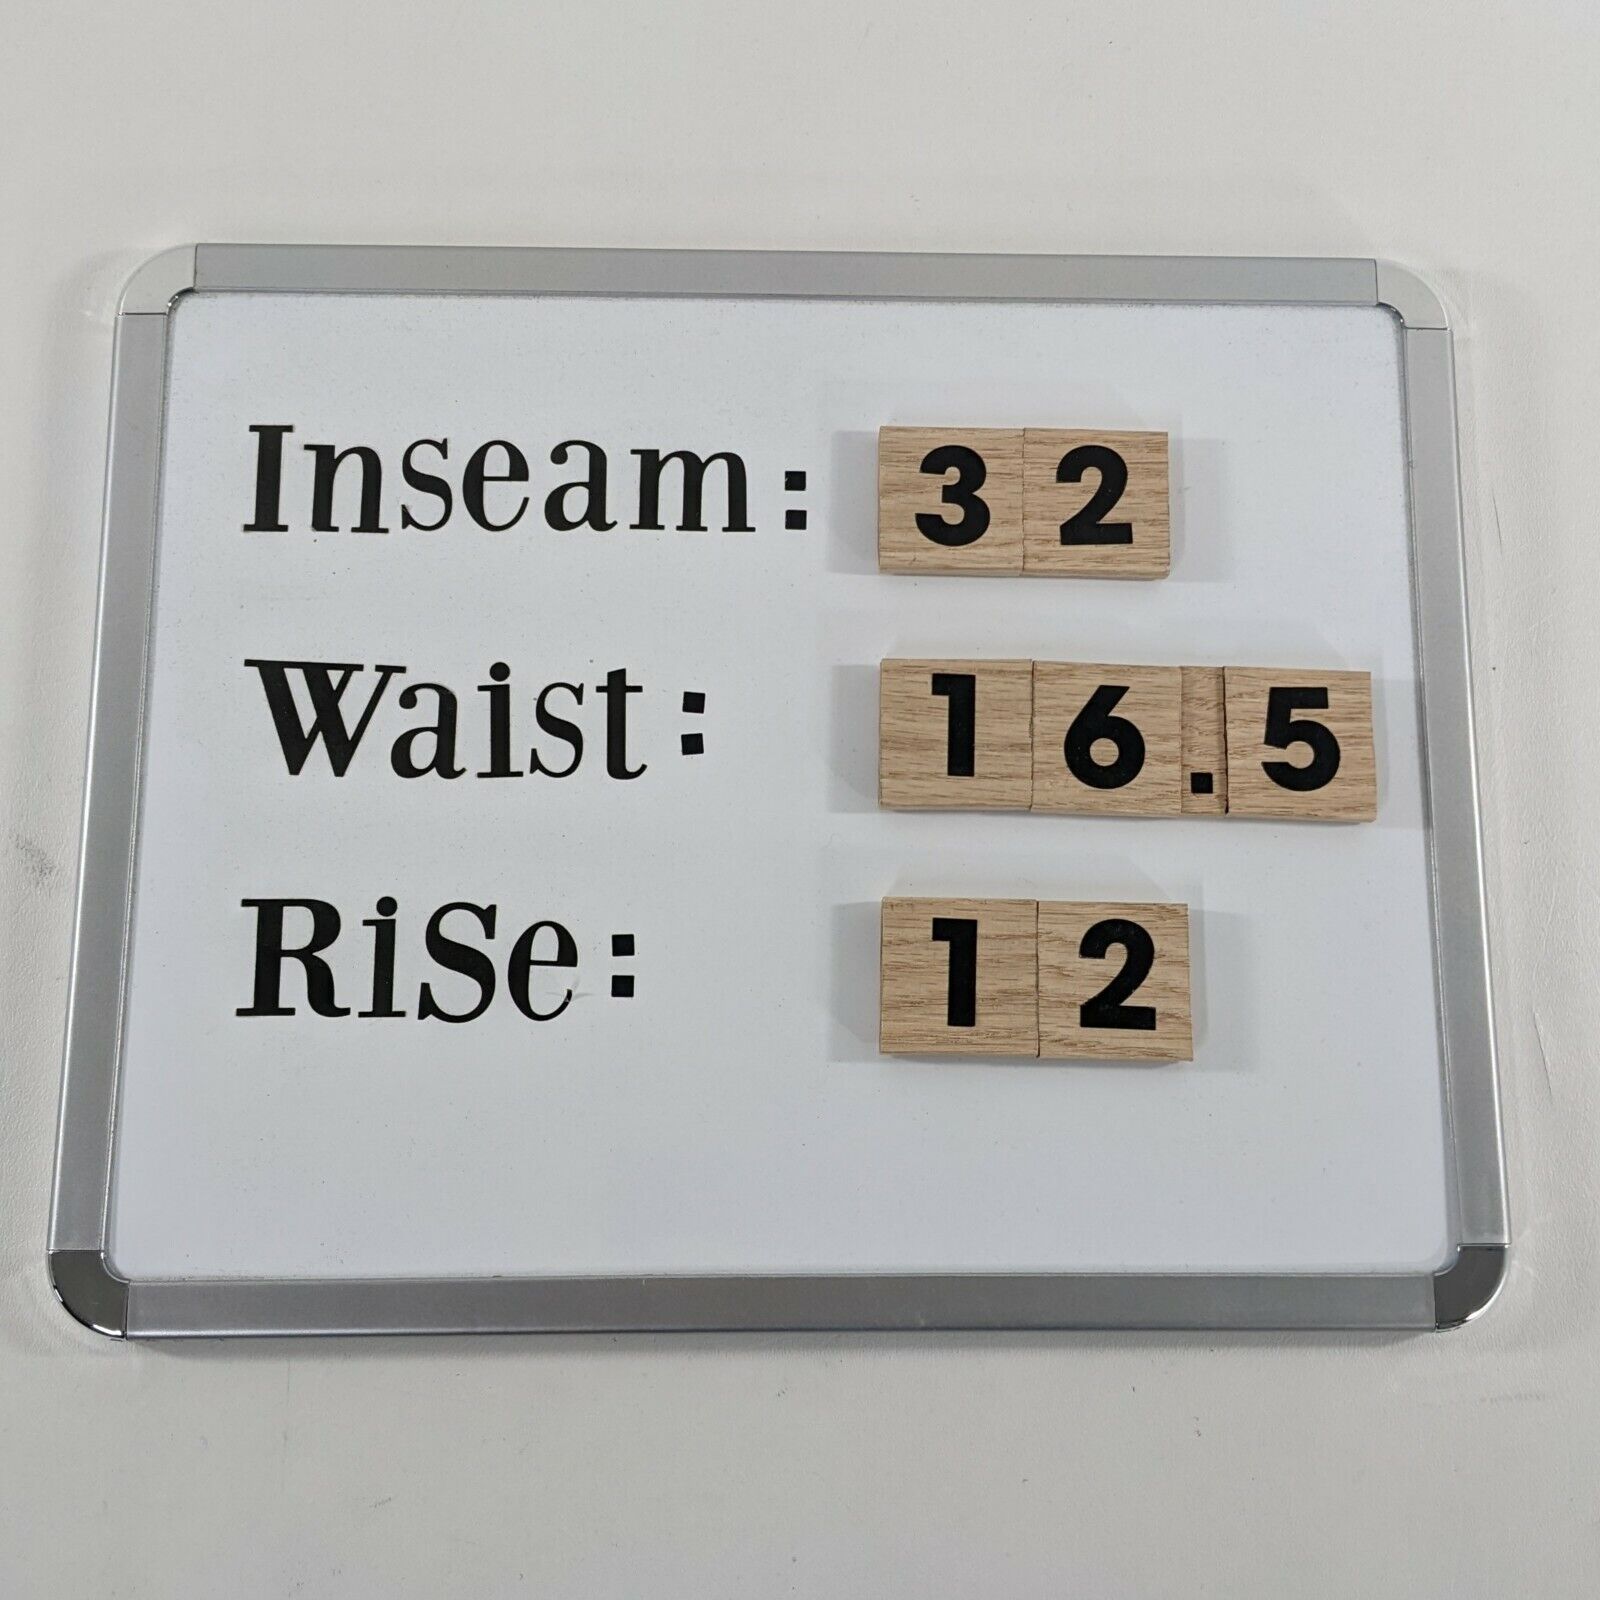 Inseam: 32
Waist: 16.5
RiSe: 12